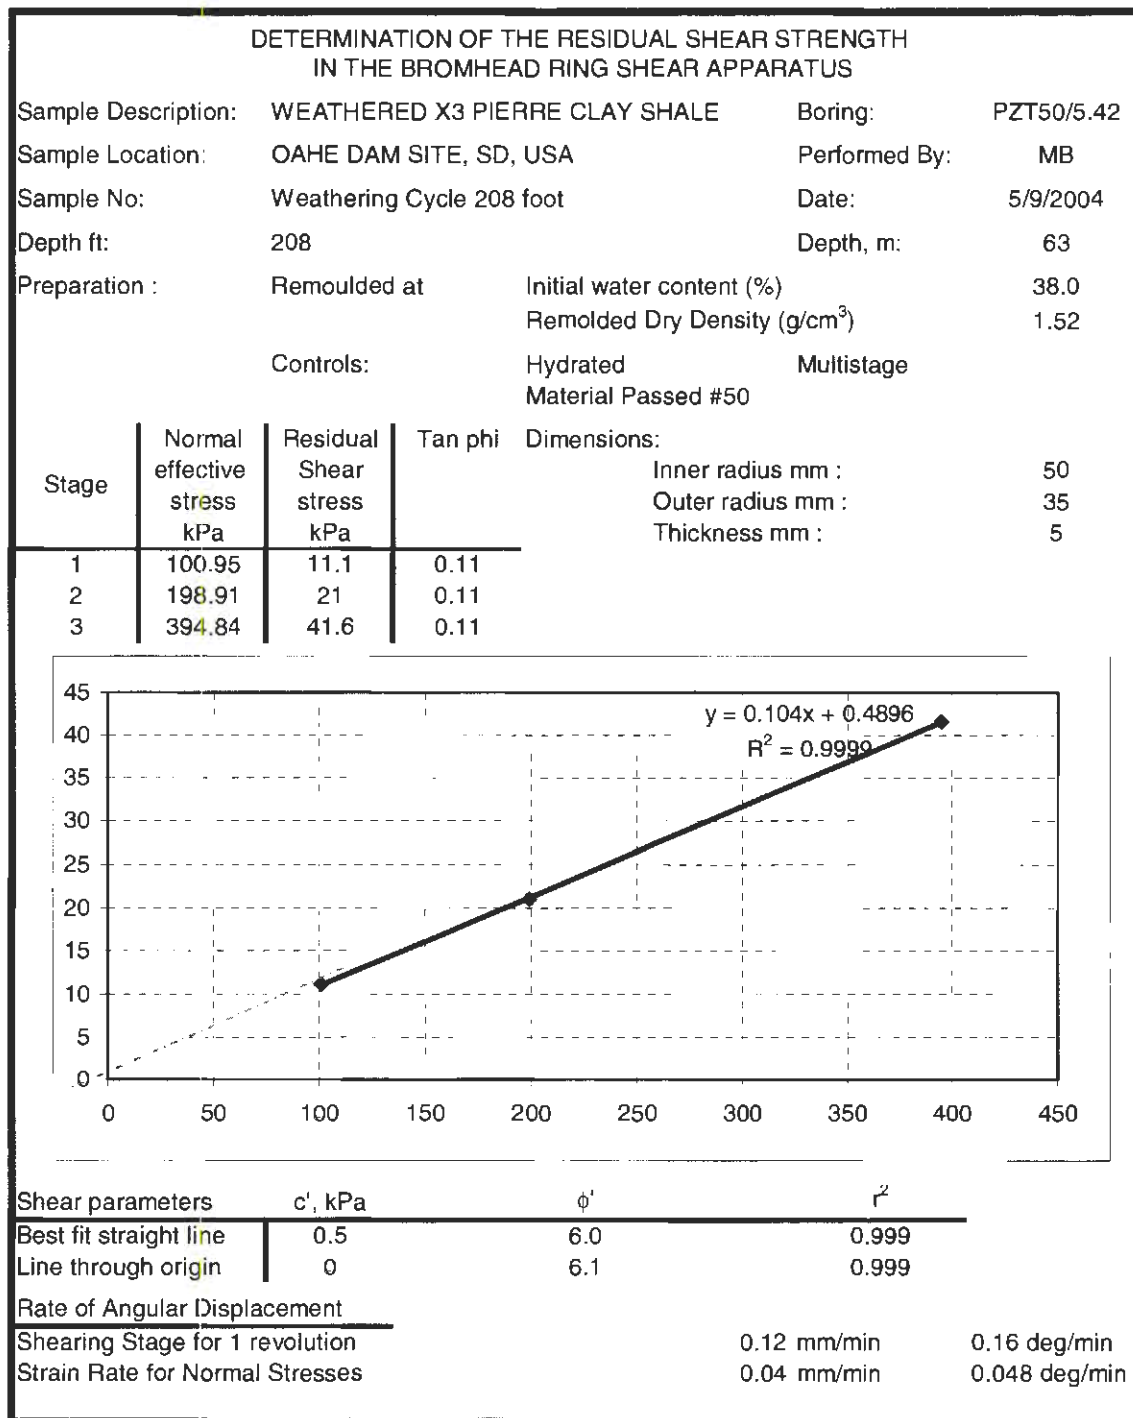 DETERMINATION OF THE RESIDUAL SHEAR STRENGTH
IN THE BROMHEAD RING SHEAR APPARATUS
Sample Description: WEATHERED X3 PIERRE CLAY SHALE Boring: PZT50/5.42
Sample Location: OAHE DAM SITE, SD, USA Performed By: MB
Sample No: Weathering Cycle 208 foot Date: 5/9/2004
Depth ft: 208 Depth, m: 63
Preparation : Remoulded at Initial water content (%) 38.0
Remolded Dry Density (g/cm³) 1.52
Controls: Hydrated Multistage
Material Passed #50
Stage Normal effective stress kPa Residual Shear stress kPa Tan phi
1 100.95 11.1 0.11
2 198.91 21 0.11
3 394.84 41.6 0.11
Dimensions:
Inner radius mm : 50
Outer radius mm : 35
Thickness mm : 5
y = 0.104x + 0.4896
R² = 0.9999
45
40
35
30
25
20
15
10
5
0
0 50 100 150 200 250 300 350 400 450
Shear parameters c', kPa ϕ' r²
Best fit straight line 0.5 6.0 0.999
Line through origin 0 6.1 0.999
Rate of Angular Displacement
Shearing Stage for 1 revolution 0.12 mm/min 0.16 deg/min
Strain Rate for Normal Stresses 0.04 mm/min 0.048 deg/min